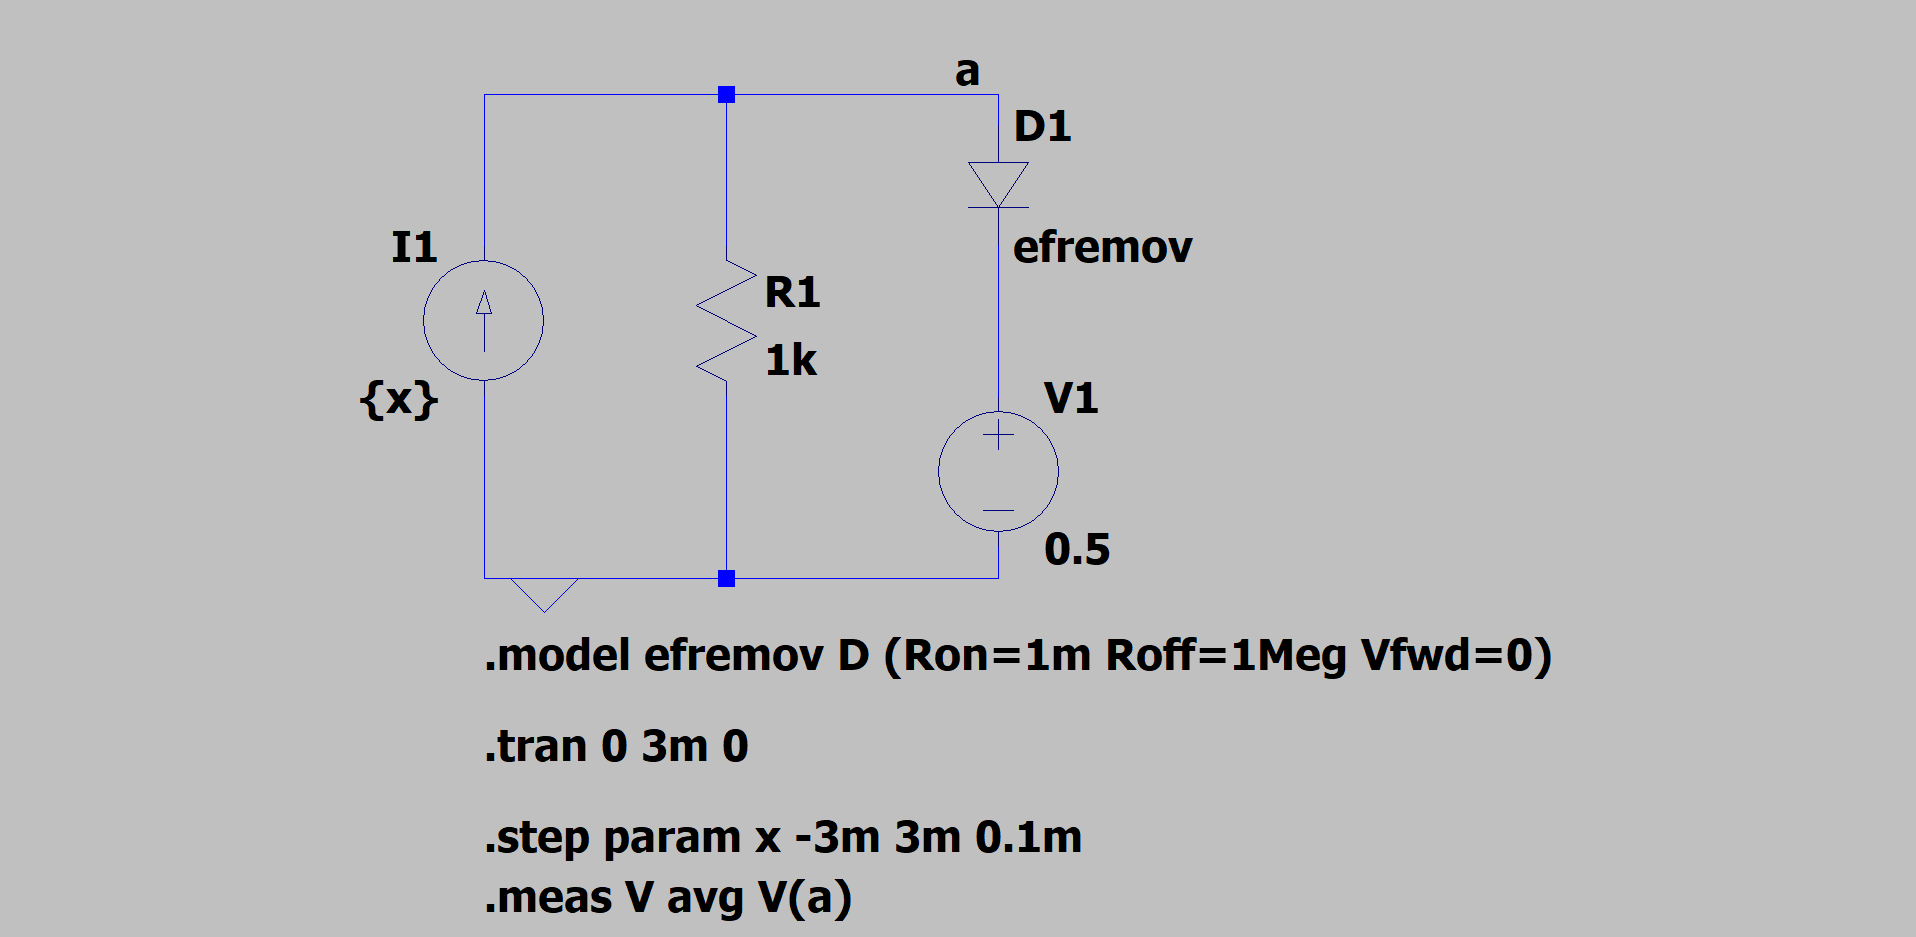 a
D1
efremov
I1
{x}
R1
1k
V1
+
−
0.5
.model efremov D (Ron=1m Roff=1Meg Vfwd=0)
.tran 0 3m 0
.step param x -3m 3m 0.1m
.meas V avg V(a)